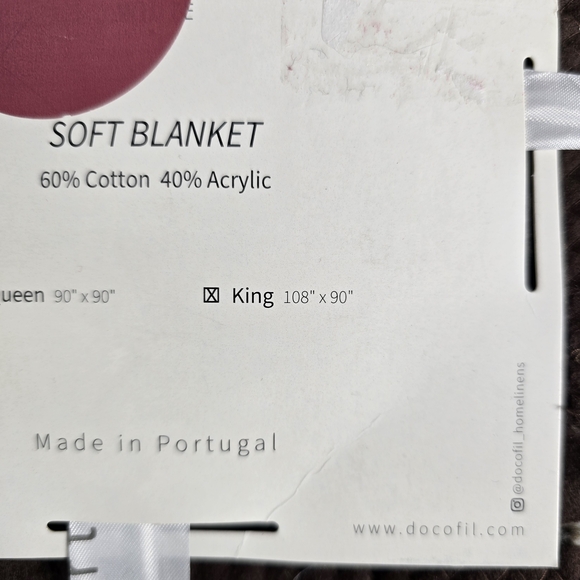 E
SOFT BLANKET
60% Cotton 40% Acrylic
ueen 90" x 90" ☒ King 108" x 90"
Made in Portugal
@docofil_homelinens
www.docofil.com